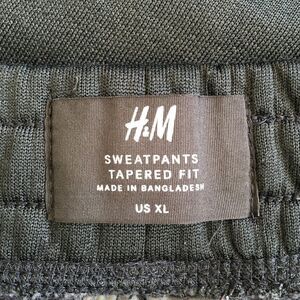 H&M
SWEATPANTS
TAPERED FIT
MADE IN BANGLADESH
US XL